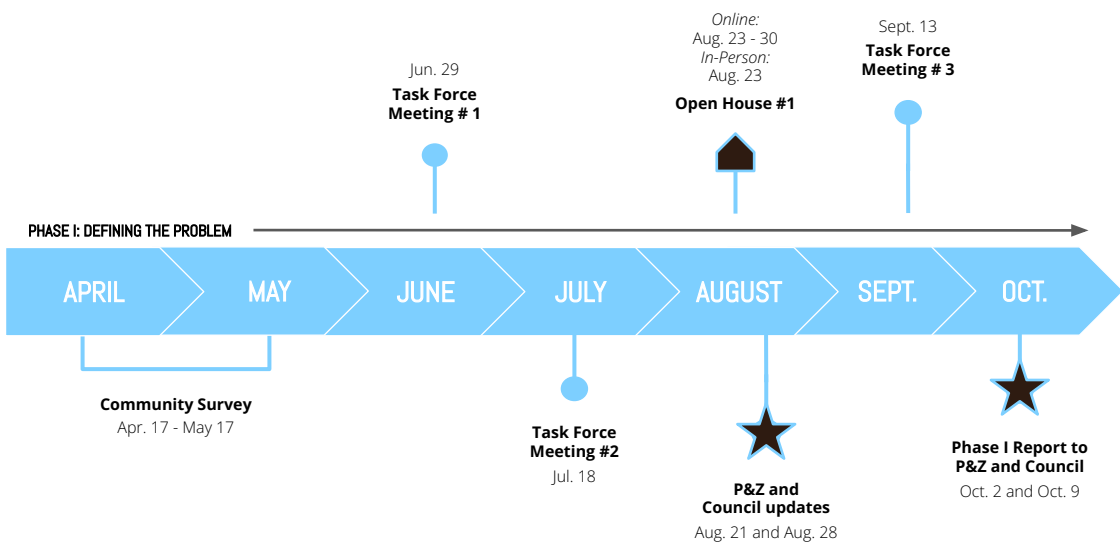 Online:
Aug. 23 - 30
In-Person:
Aug. 23
Open House #1
Sept. 13
Task Force
Meeting # 3
Jun. 29
Task Force
Meeting # 1
PHASE I: DEFINING THE PROBLEM
APRIL
MAY
JUNE
JULY
AUGUST
SEPT.
OCT.
Community Survey
Apr. 17 - May 17
Task Force
Meeting #2
Jul. 18
P&Z and
Council updates
Aug. 21 and Aug. 28
Phase I Report to
P&Z and Council
Oct. 2 and Oct. 9